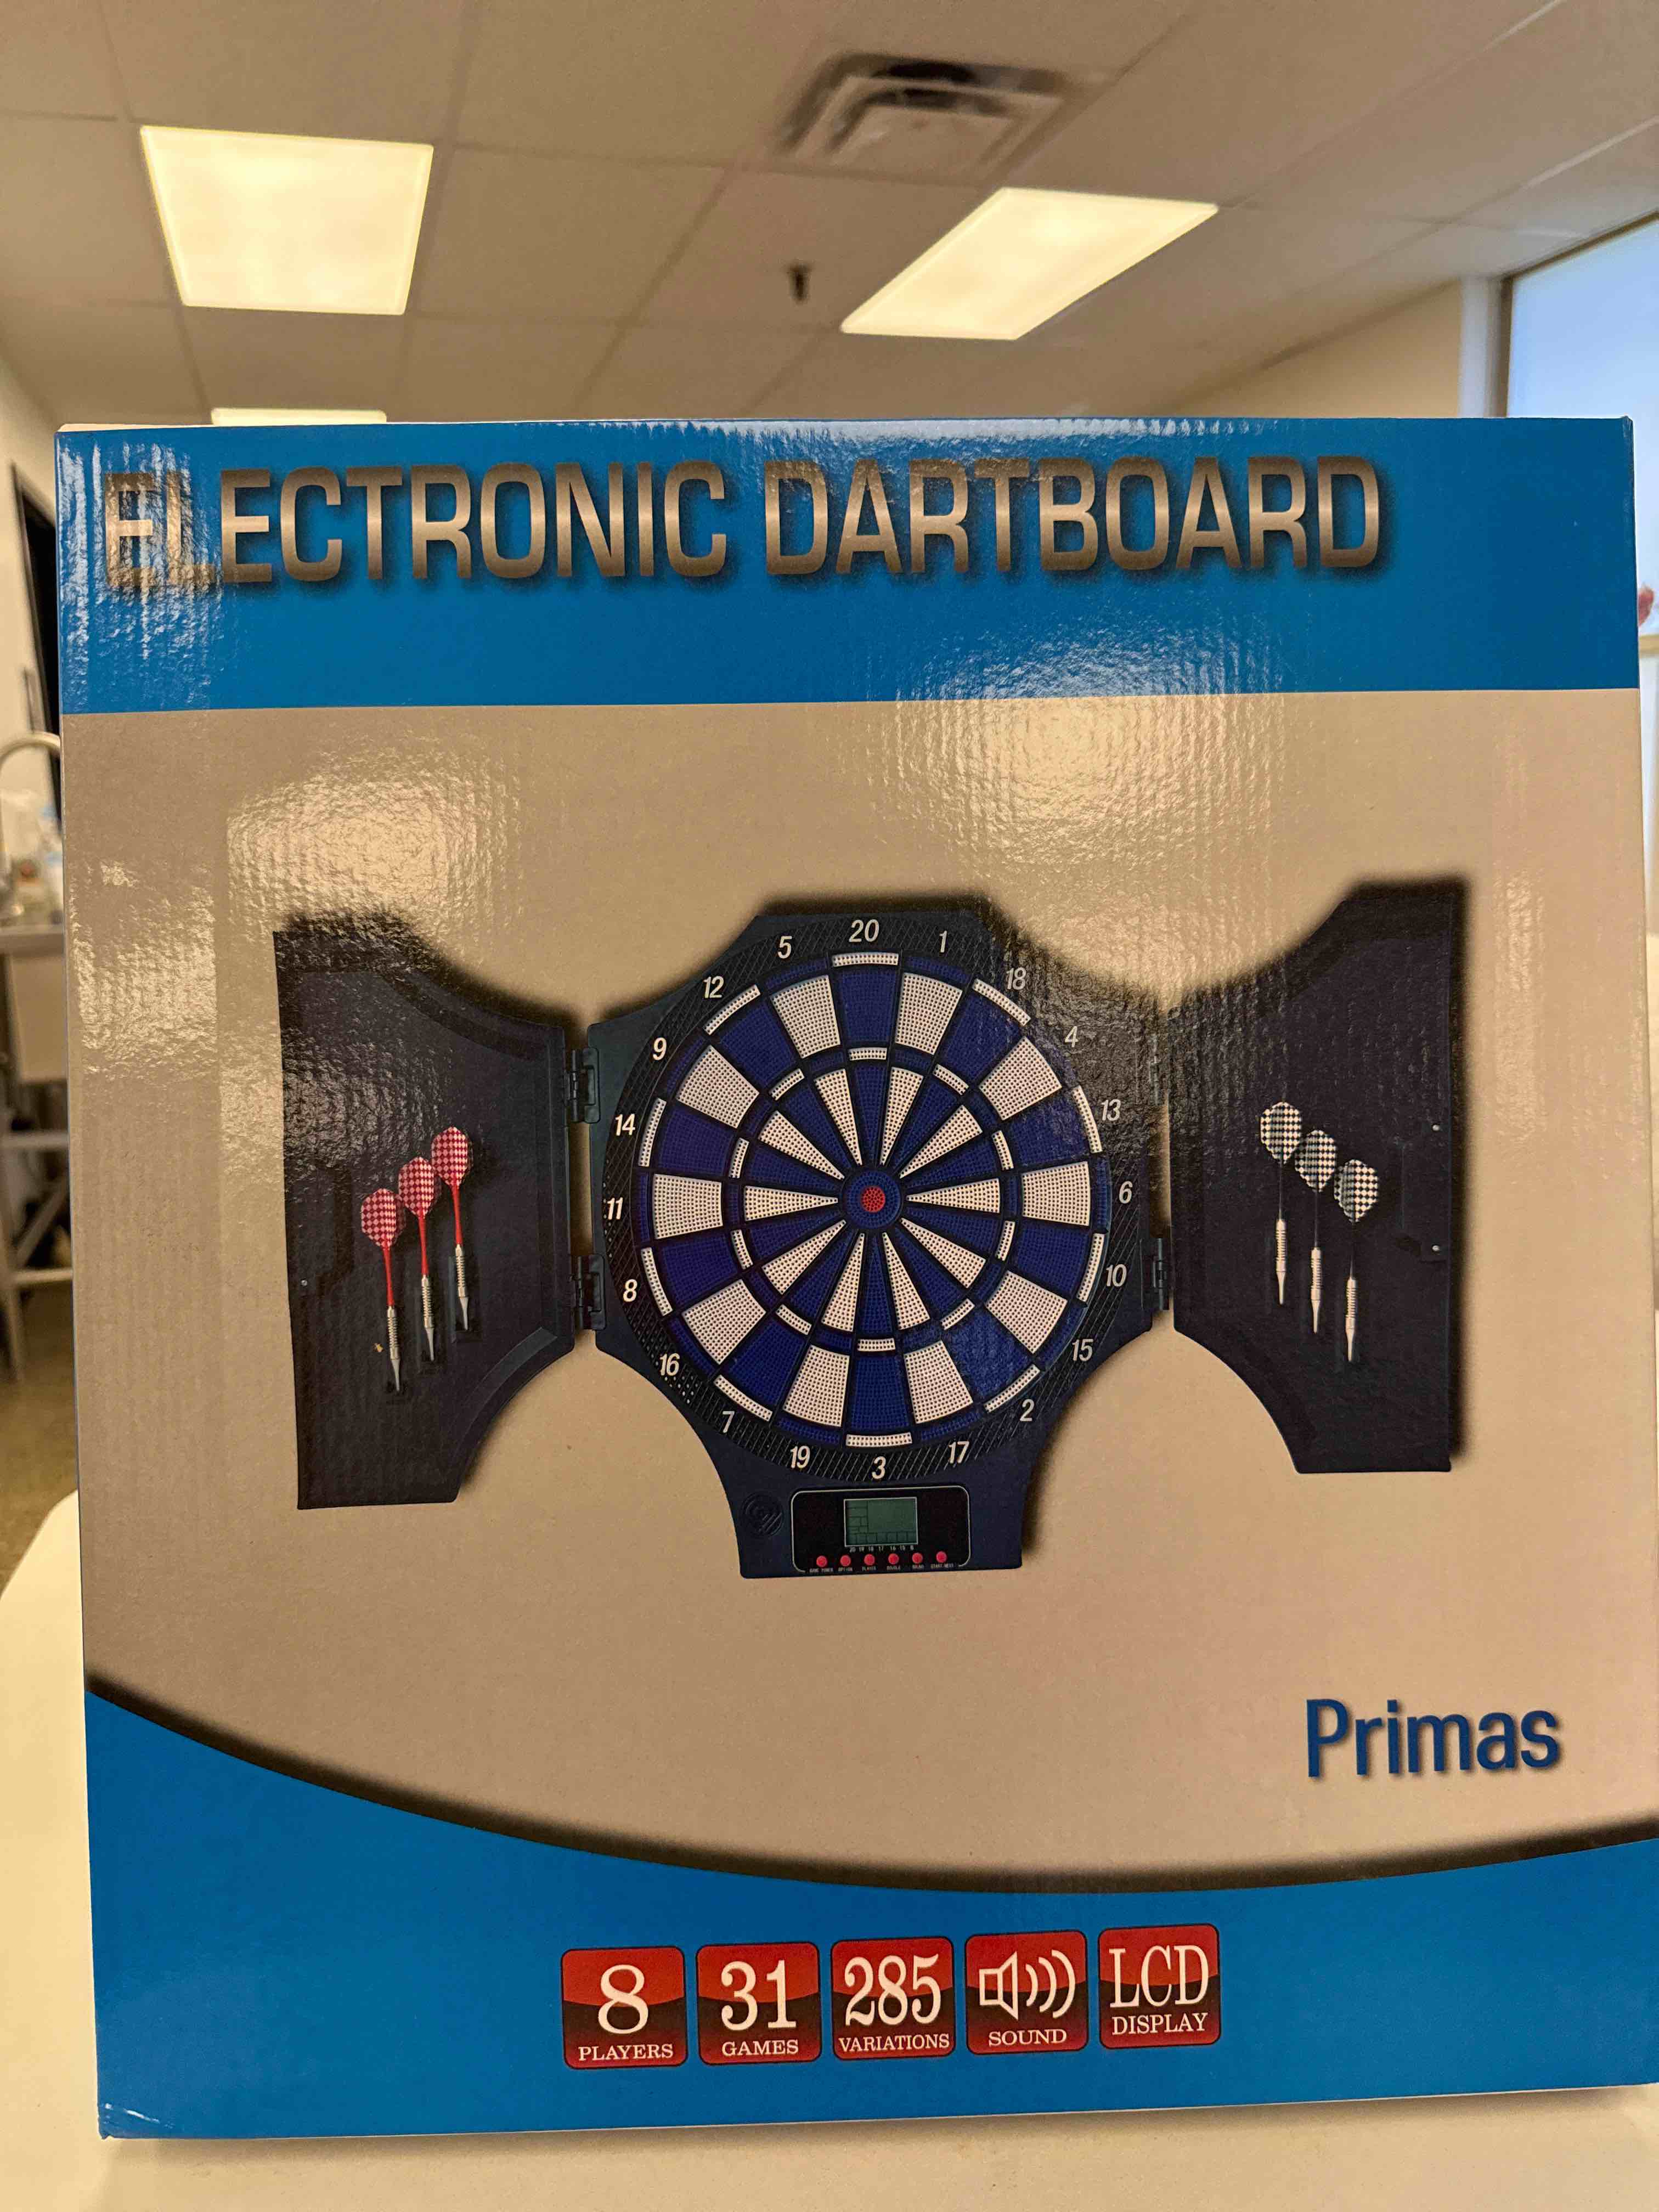 ELECTRONIC DARTBOARD
20
5
1
12
18
9
4
14
13
11
6
8
10
16
15
7
2
19
17
3
Primas
8
PLAYERS
31
GAMES
285
VARIATIONS
SOUND
LCD
DISPLAY